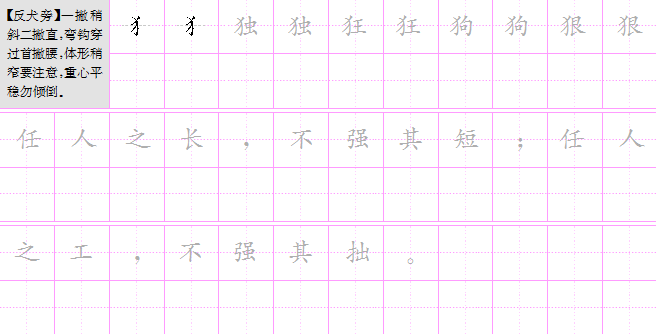 【反犬旁】一撇稍
斜二撇直,弯钩穿
过首撇腰,体形稍
窄要注意,重心平
稳勿倾倒。
犭犭独独狂狂狗狗狠狠
任人之长，不强其短；任人
之工，不强其拙。